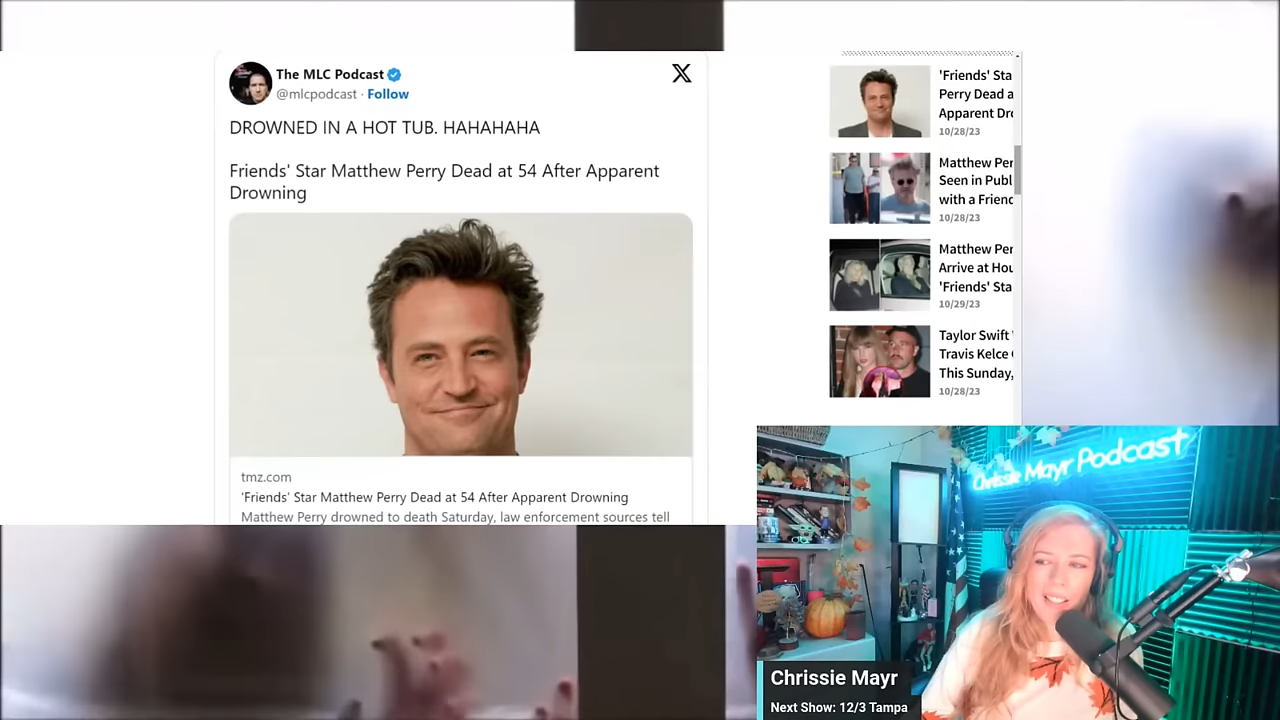 The MLC Podcast
@mlcpodcast · Follow
X
DROWNED IN A HOT TUB. HAHAHAHA
Friends' Star Matthew Perry Dead at 54 After Apparent
Drowning
tmz.com
'Friends' Star Matthew Perry Dead at 54 After Apparent Drowning
Matthew Perry drowned to death Saturday, law enforcement sources tell
'Friends' Sta
Perry Dead a
Apparent Dro
10/28/23
Matthew Per
Seen in Publ
with a Friend
10/28/23
Matthew Per
Arrive at Hou
'Friends' Sta
10/29/23
Taylor Swift
Travis Kelce
This Sunday,
10/28/23
Chrissie Mayr Podcast
Chrissie Mayr
Next Show: 12/3 Tampa